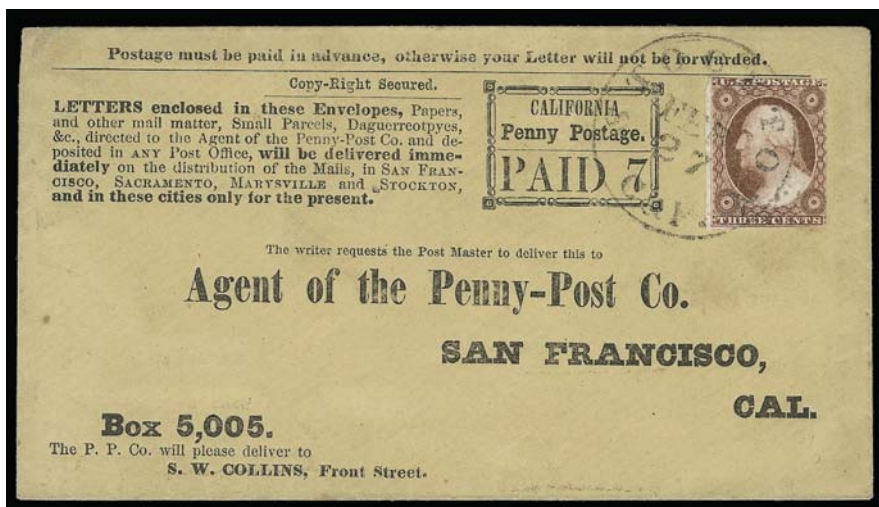 Postage must be paid in advance, otherwise your Letter will not be forwarded.
Copy-Right Secured.
LETTERS enclosed in these Envelopes, Papers,
and other mail matter, Small Parcels, Daguerreotpyes,
&c., directed to the Agent of the Penny-Post Co. and de-
posited in ANY Post Office, will be delivered imme-
diately on the distribution of the Mails, in SAN FRAN-
CISCO, SACRAMENTO, MARYSVILLE and STOCKTON,
and in these cities only for the present.
CALIFORNIA
Penny Postage.
PAID 7
U.S. POSTAGE
THREE CENTS
FEB
27
The writer requests the Post Master to deliver this to
Agent of the Penny-Post Co.
SAN FRANCISCO,
CAL.
Box 5,005.
The P. P. Co. will please deliver to
S. W. COLLINS, Front Street.